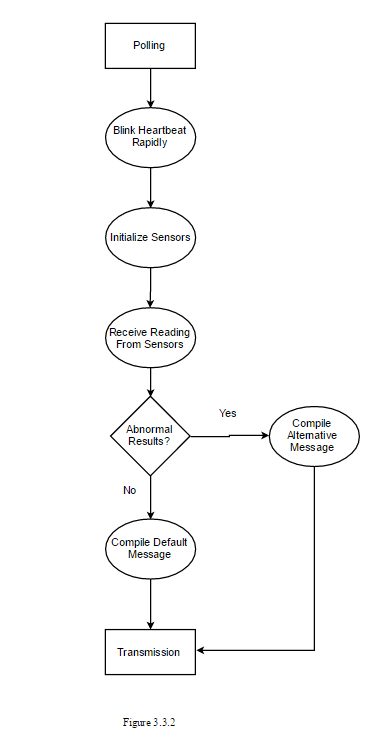 Polling
Blink Heartbeat
Rapidly
Initialize Sensors
Receive Reading
From Sensors
Abnormal
Results?
Yes
Compile
Alternative
Message
No
Compile Default
Message
Transmission
Figure 3.3.2